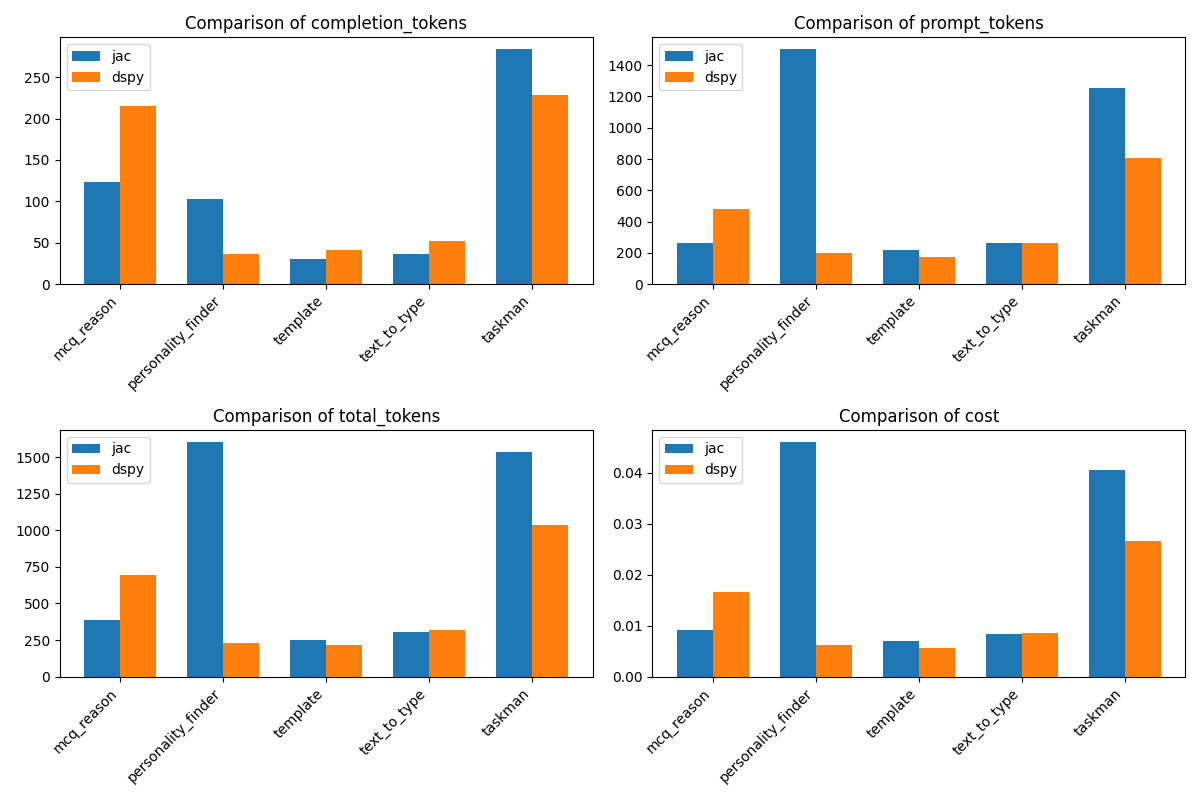 Comparison of completion_tokens
jac
dspy
250
200
150
100
50
0
mcq_reason
personality_finder
template
text_to_type
taskman
Comparison of prompt_tokens
jac
dspy
1400
1200
1000
800
600
400
200
0
mcq_reason
personality_finder
template
text_to_type
taskman
Comparison of total_tokens
jac
dspy
1500
1250
1000
750
500
250
0
mcq_reason
personality_finder
template
text_to_type
taskman
Comparison of cost
jac
dspy
0.04
0.03
0.02
0.01
0.00
mcq_reason
personality_finder
template
text_to_type
taskman